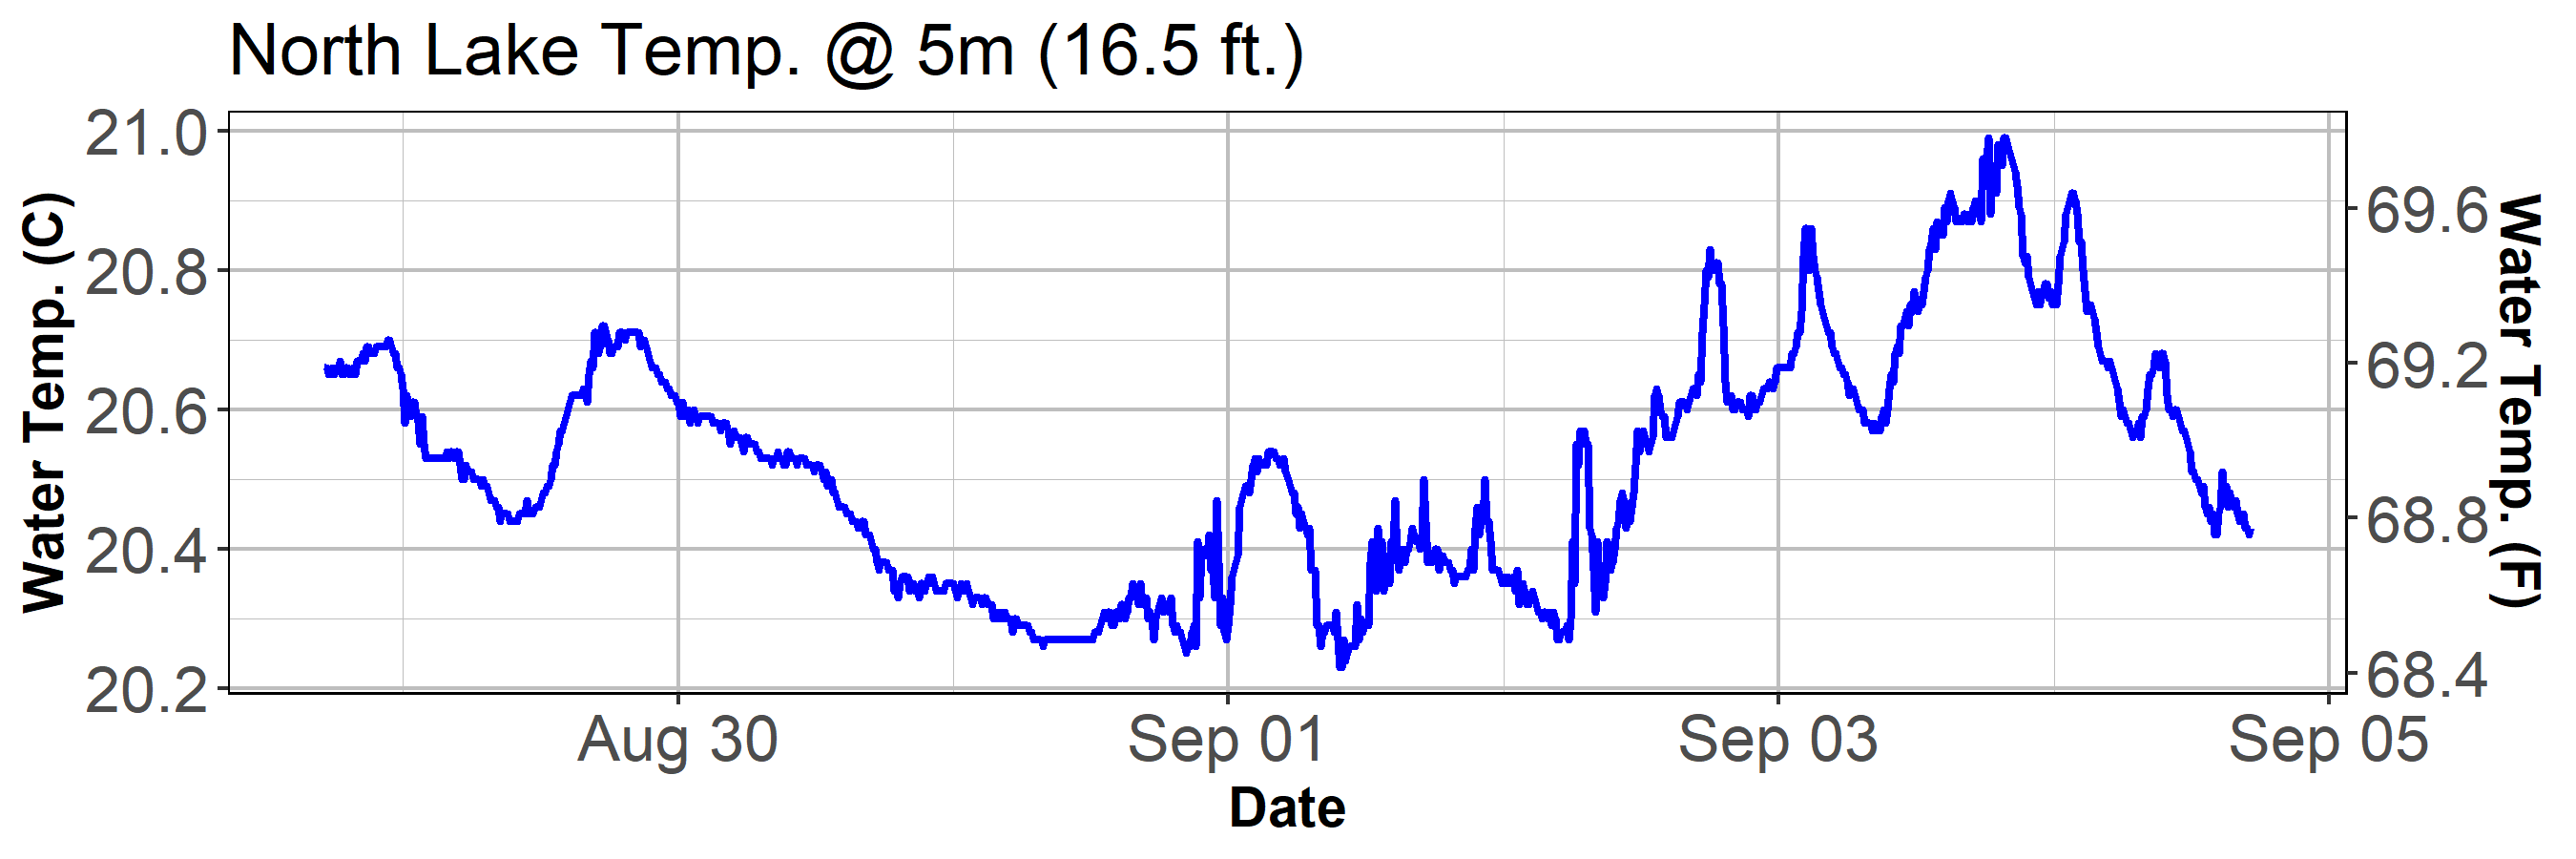 North Lake Temp. @ 5m (16.5 ft.)
Water Temp. (C)
21.0
20.8
20.6
20.4
20.2
69.6
69.2
68.8
68.4
Water Temp. (F)
Aug 30
Sep 01
Sep 03
Sep 05
Date